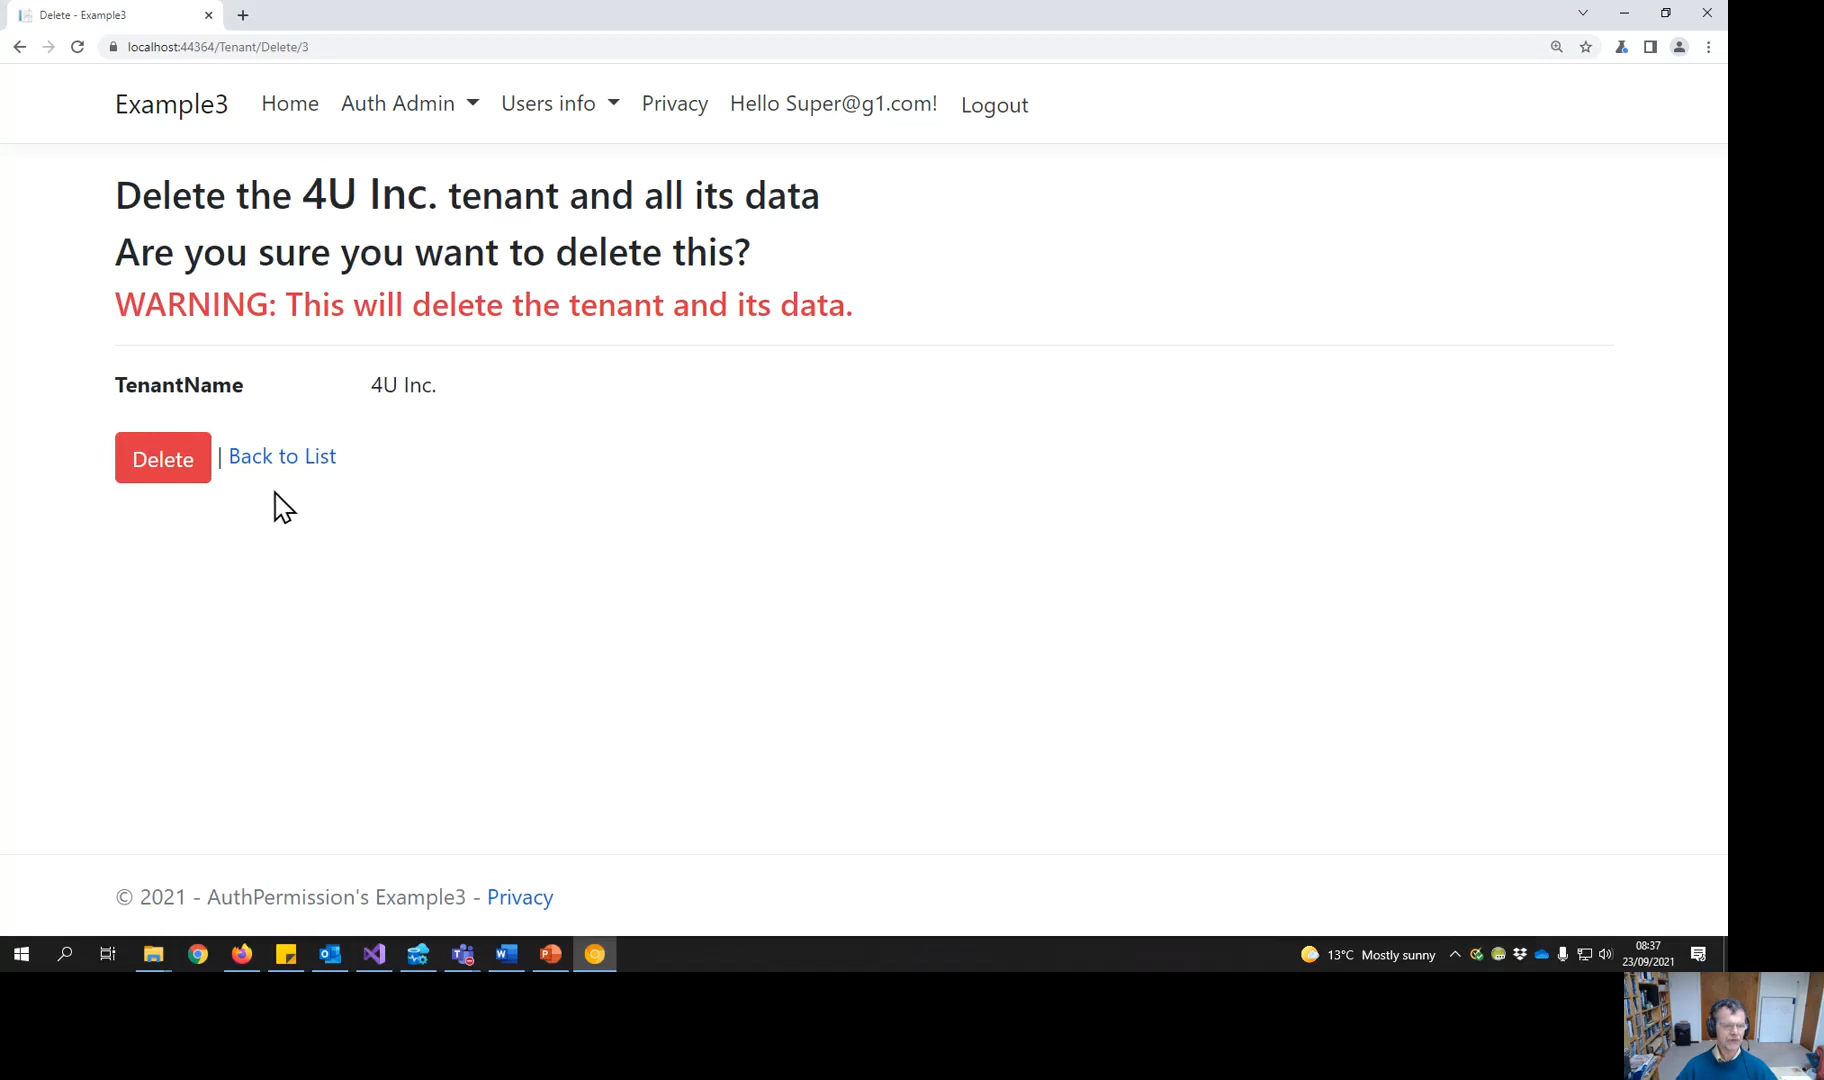 Delete - Example3
localhost:44364/Tenant/Delete/3
Example3 Home Auth Admin Users info Privacy Hello Super@g1.com! Logout
Delete the 4U Inc. tenant and all its data
Are you sure you want to delete this?
WARNING: This will delete the tenant and its data.
TenantName 4U Inc.
Delete | Back to List
© 2021 - AuthPermission's Example3 - Privacy
13°C Mostly sunny
08:37
23/09/2021